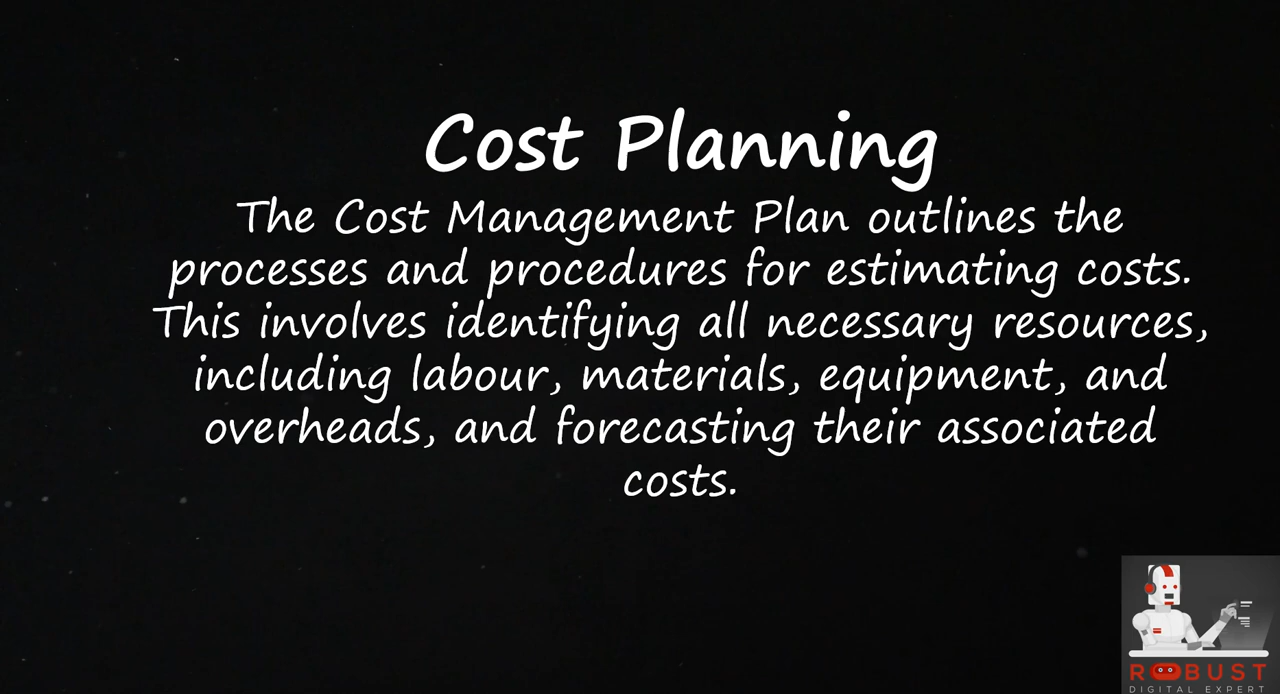 Cost Planning
The Cost Management Plan outlines the
processes and procedures for estimating costs.
This involves identifying all necessary resources,
including labour, materials, equipment, and
overheads, and forecasting their associated
costs.
ROBUST
DIGITAL EXPERT